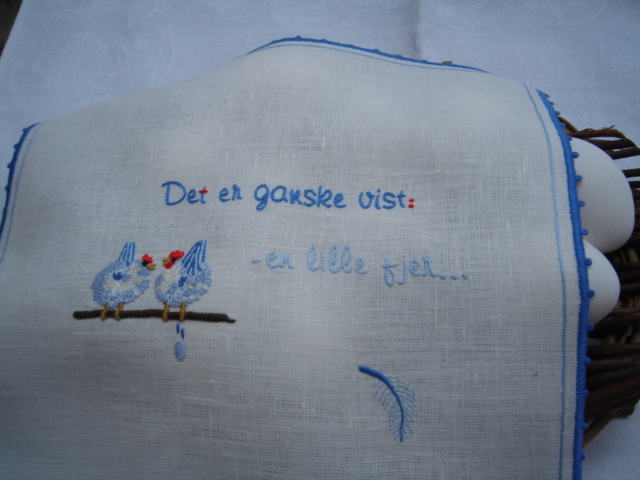 Det er ganske vist:
-en lille fjer...